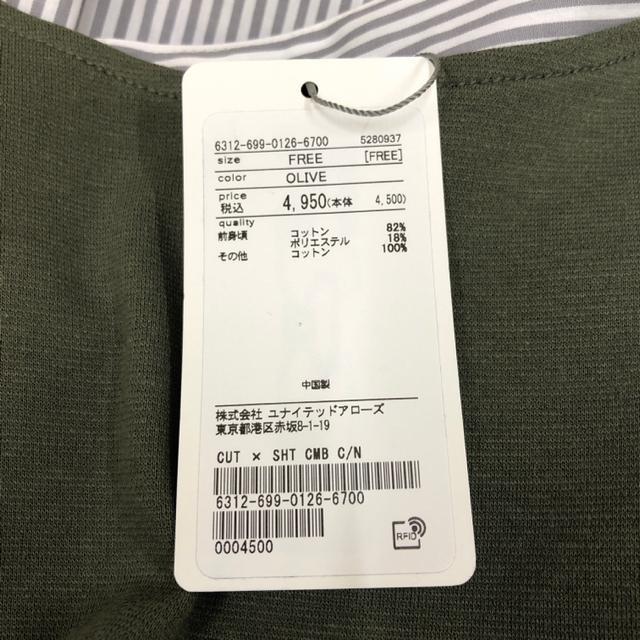 6312-699-0126-6700 5280937
size FREE [FREE]
color OLIVE
price
税込 4,950(本体 4,500)
quality
前身頃 コットン 82%
ポリエステル 18%
その他 コットン 100%
中国製
株式会社 ユナイテッドアローズ
東京都港区赤坂8-1-19
CUT × SHT CMB C/N
6312-699-0126-6700
0004500
RFID